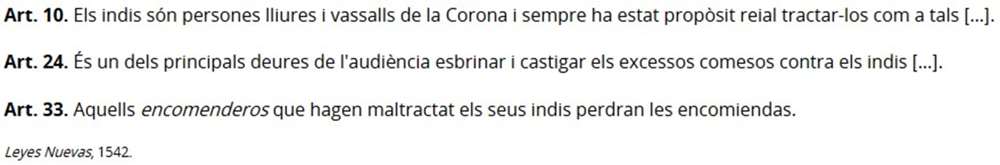 Art. 10. Els indis són persones lliures i vassalls de la Corona i sempre ha estat propòsit reial tractar-los com a tals [...].
Art. 24. És un dels principals deures de l'audiència esbrinar i castigar els excessos comesos contra els indis [...].
Art. 33. Aquells encomenderos que hagen maltractat els seus indis perdran les encomiendas.
Leyes Nuevas, 1542.